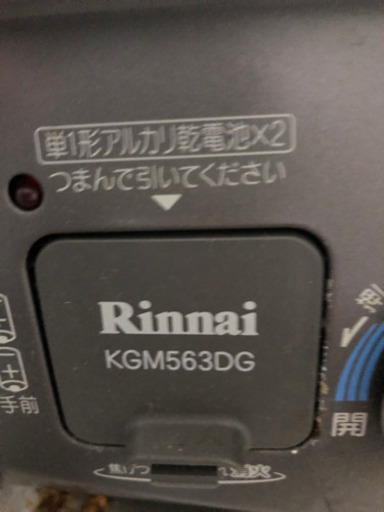 単1形アルカリ乾電池×2
つまんで引いてください
Rinnai
KGM563DG
手前
開